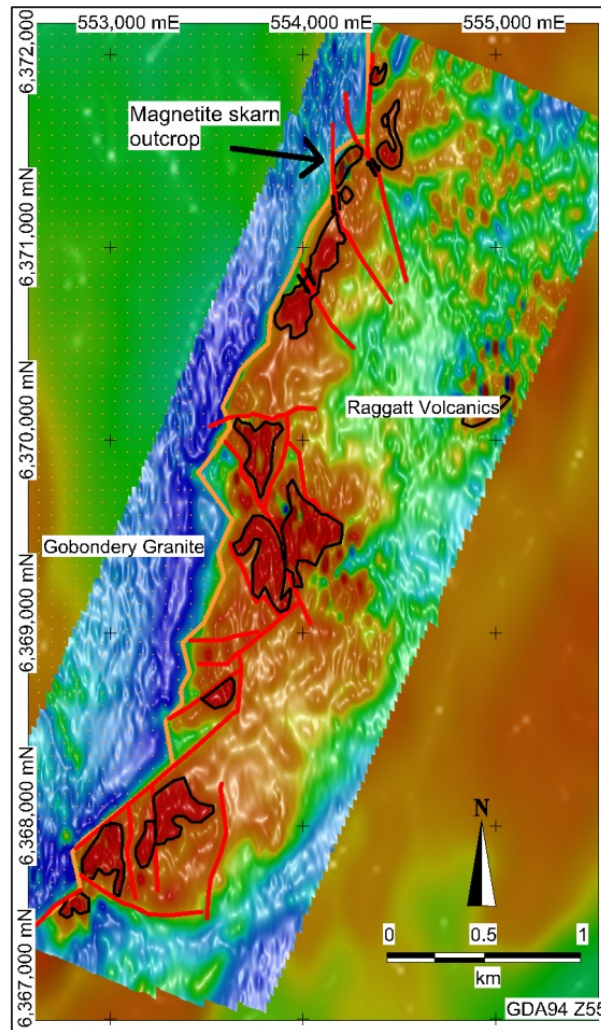 553,000 mE
554,000 mE
555,000 mE
6,372,000
Magnetite skarn
outcrop
6,371,000 mN
Raggatt Volcanics
6,370,000 mN
Gobondery Granite
6,369,000 mN
6,368,000 mN
N
0 0.5 1
km
6,367,000 mN
GDA94 Z55